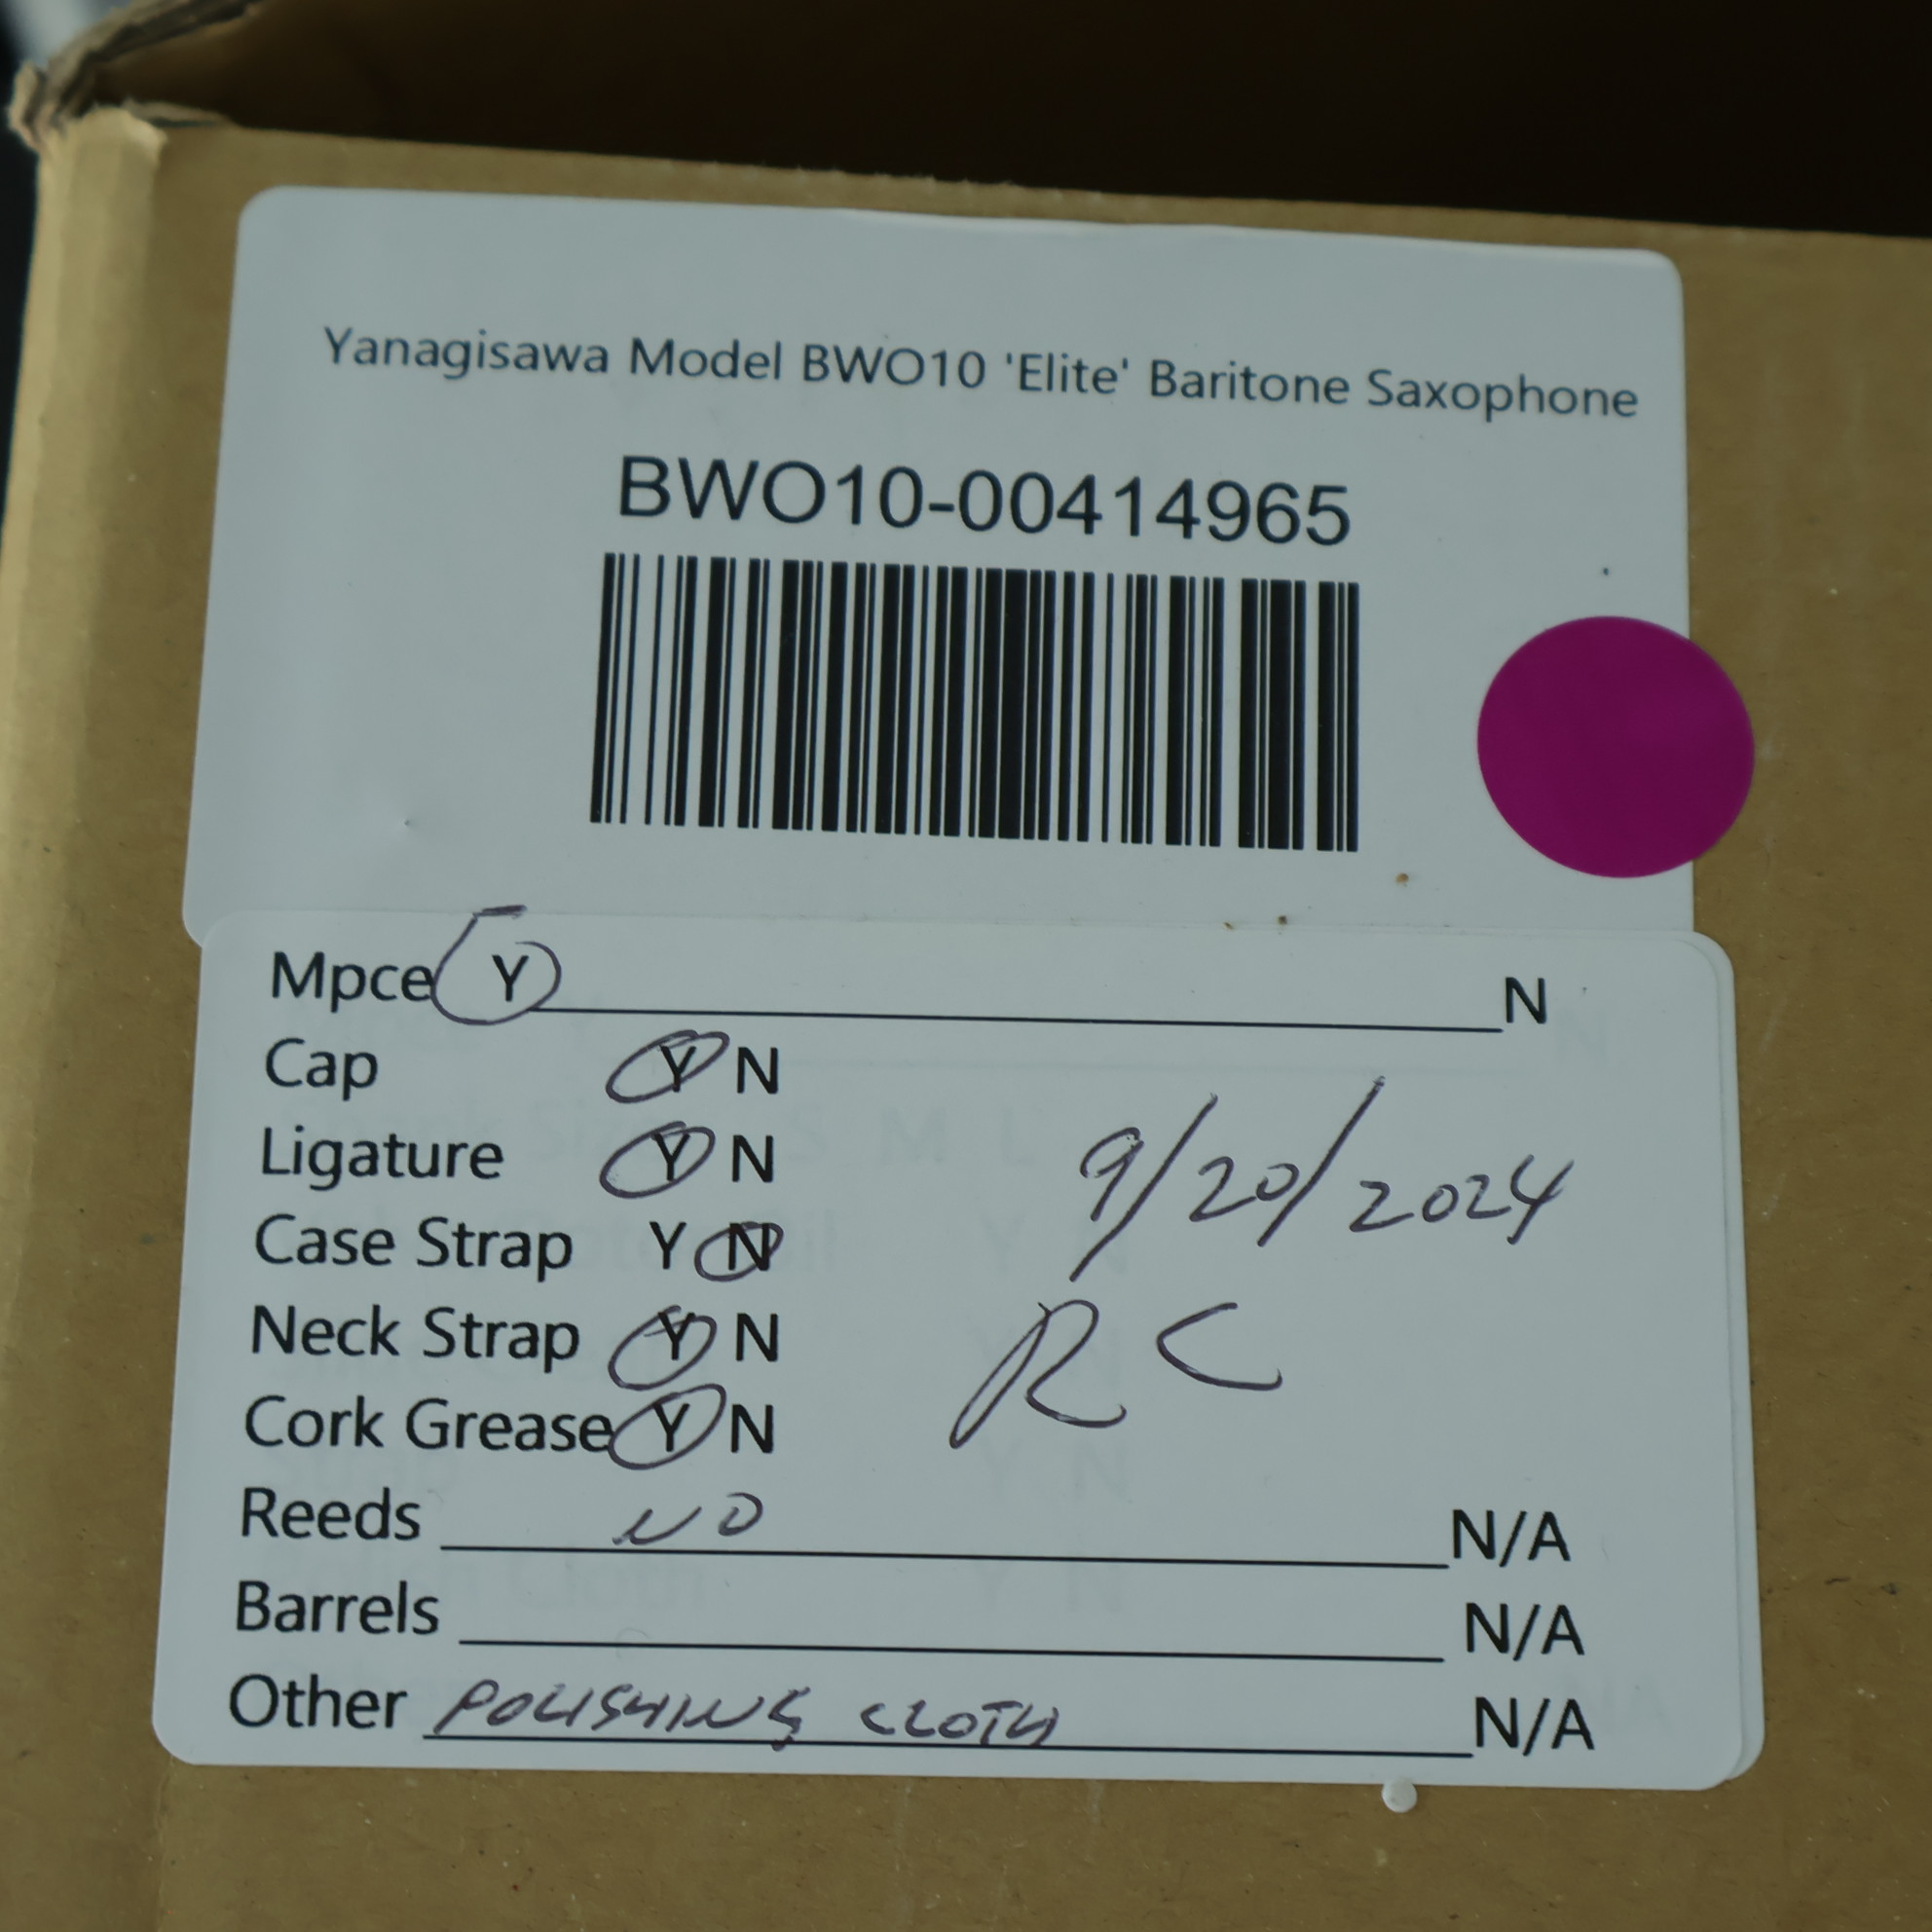 Yanagisawa Model BWO10 'Elite' Baritone Saxophone
BWO10-00414965
Mpce Y N
Cap Y N
Ligature Y N
9/20/2024
Case Strap Y N
Neck Strap Y N
RC
Cork Grease Y N
Reeds NO N/A
Barrels N/A
Other POLISHING CLOTH N/A